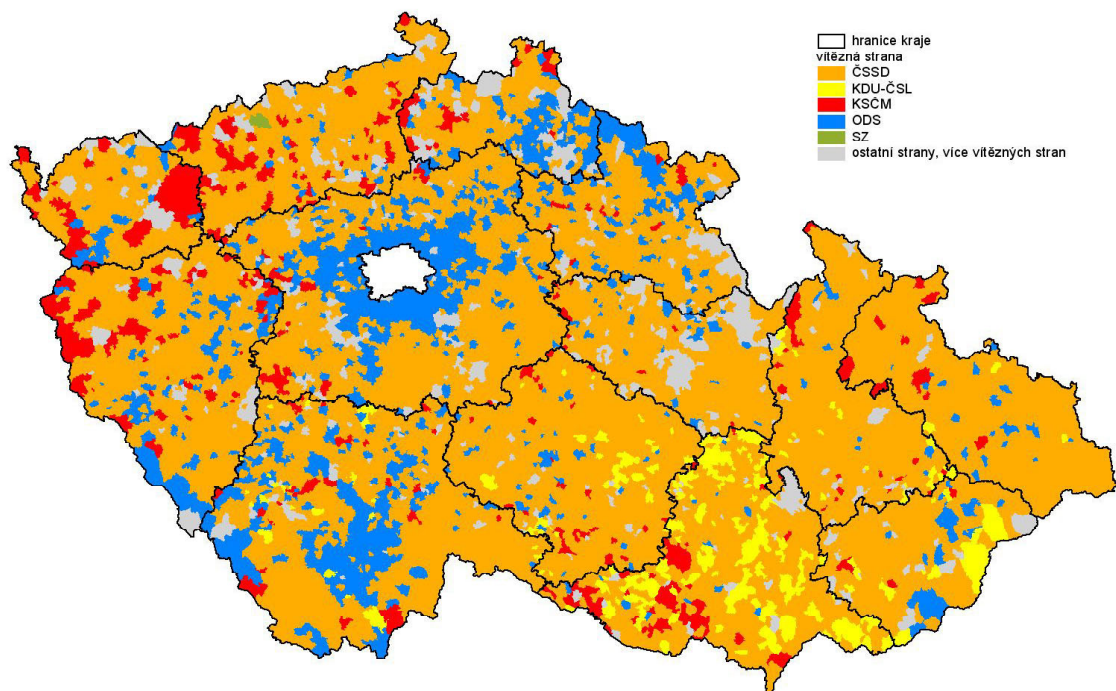 hranice kraje
vítězná strana
ČSSD
KDU-ČSL
KSČM
ODS
SZ
ostatní strany, více vítězných stran